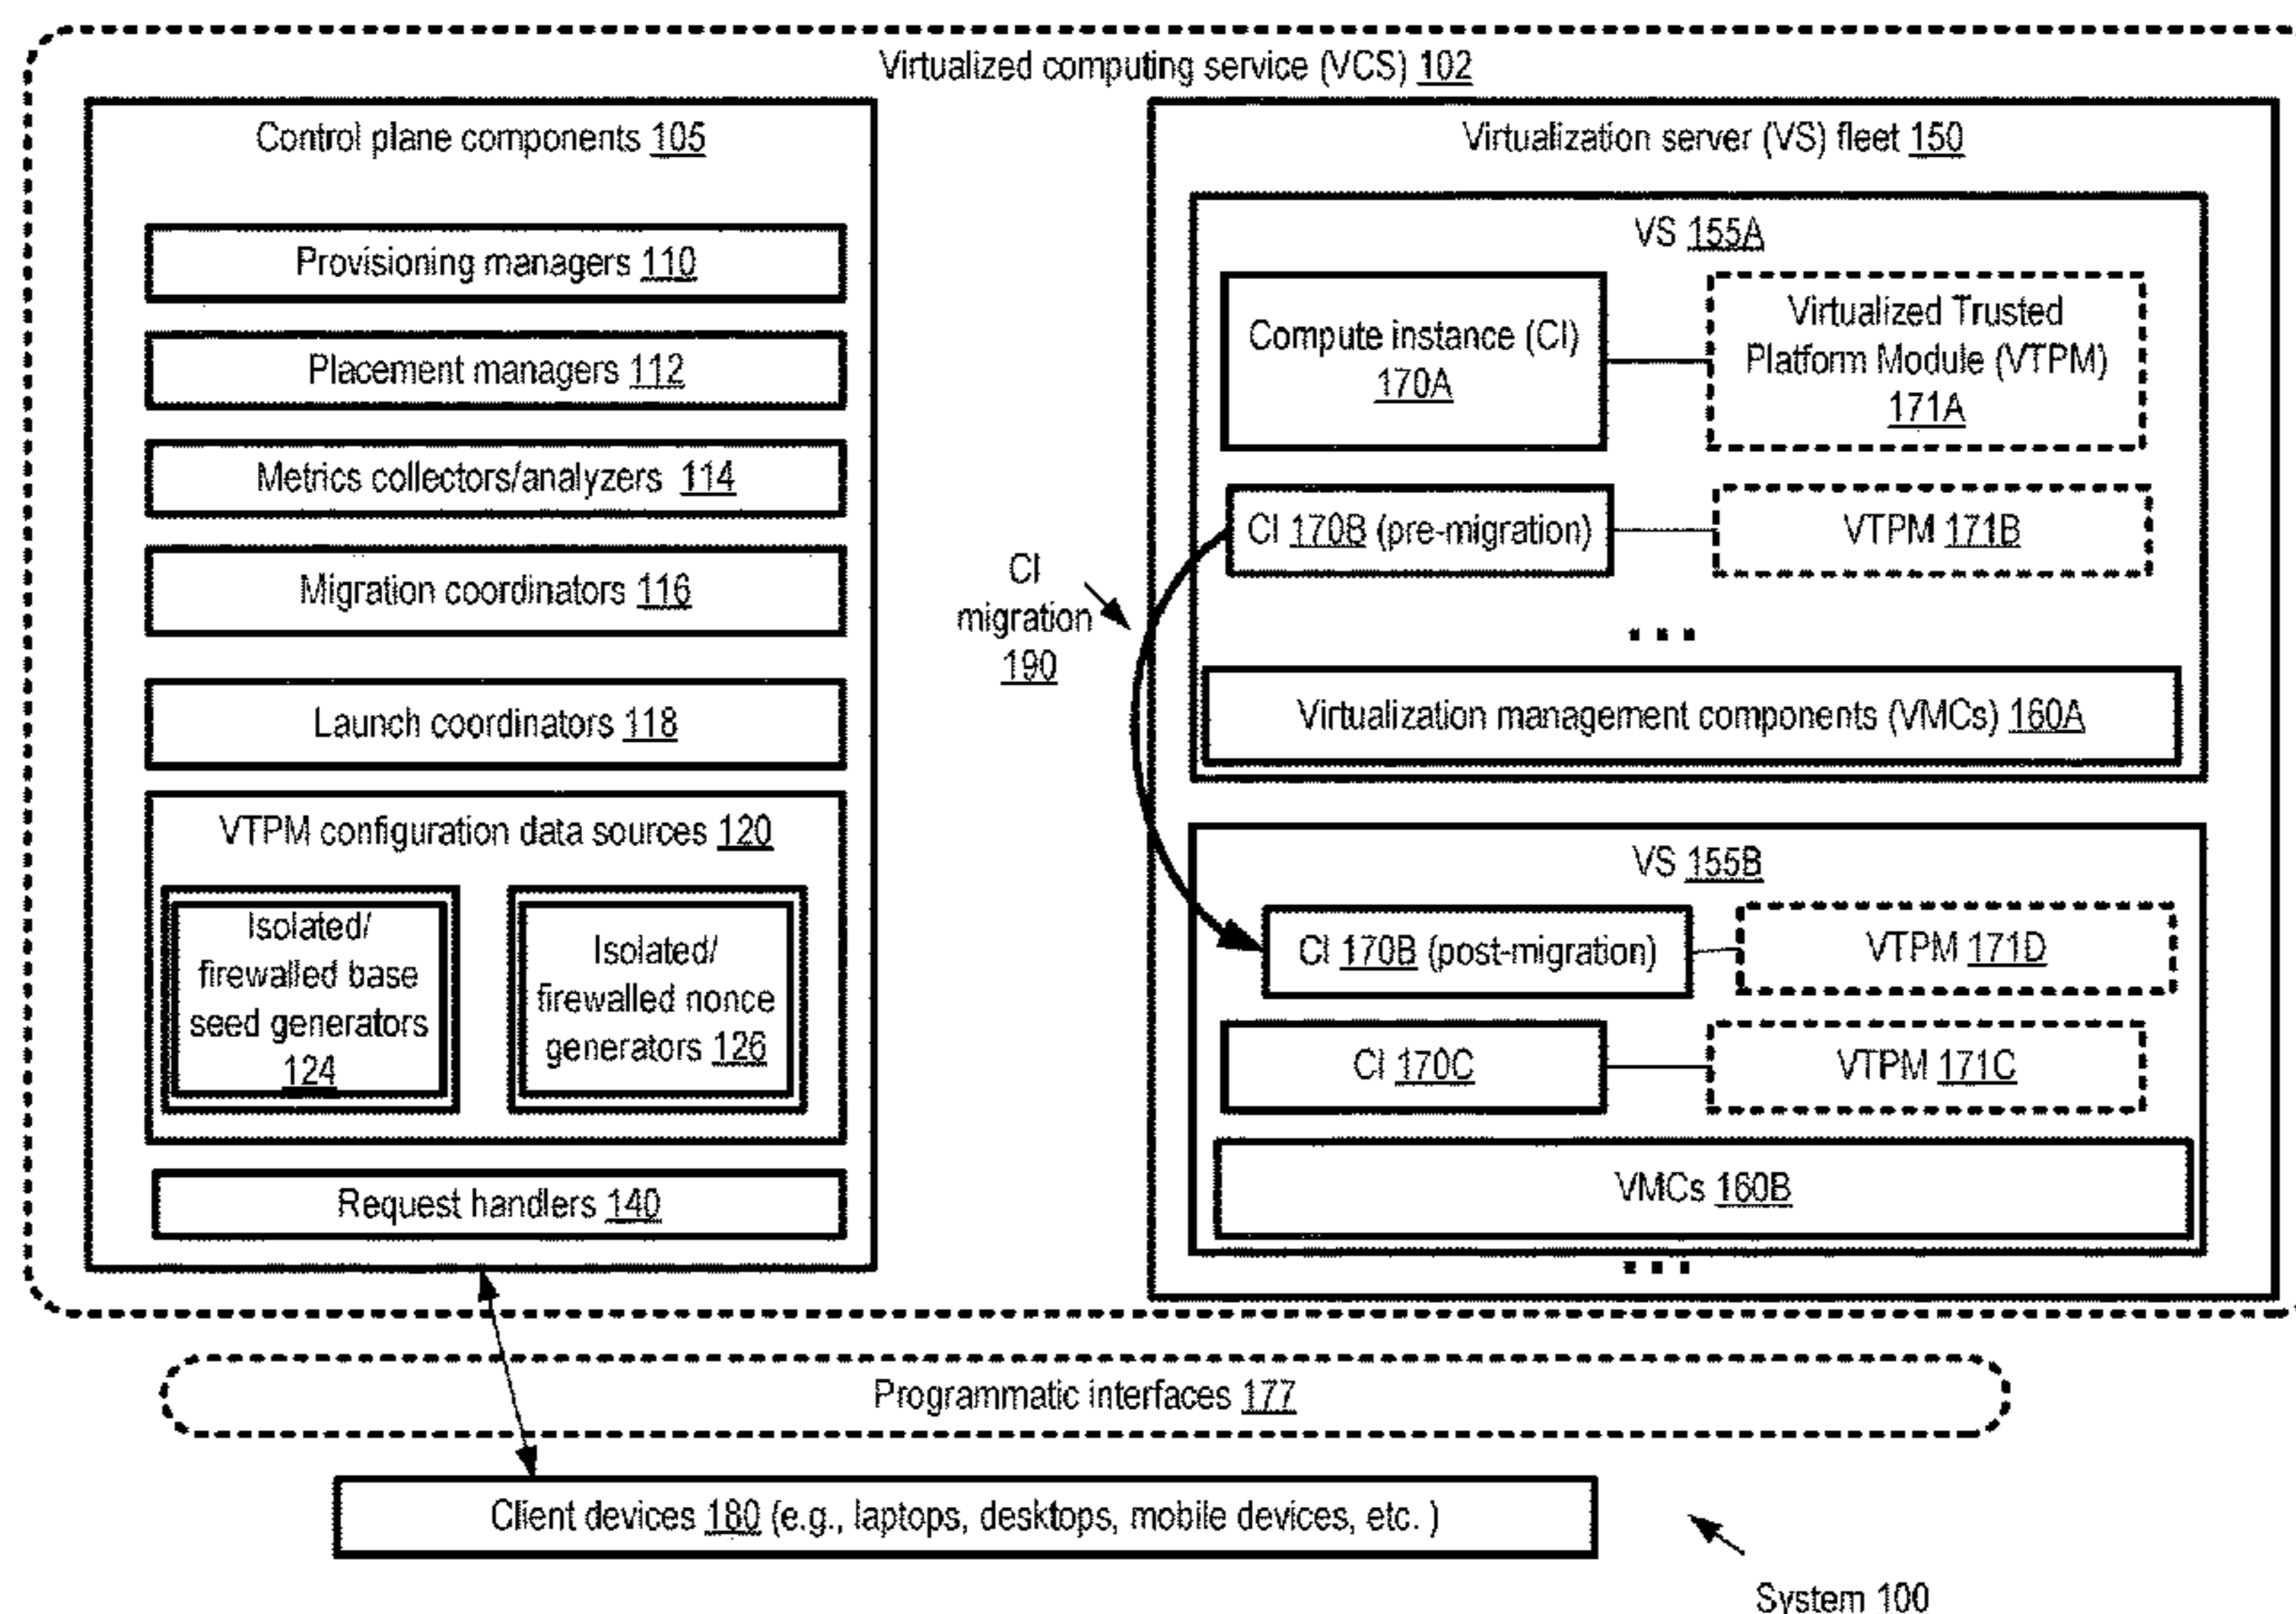 Virtualized computing service (VCS) 102
Control plane components 105
Provisioning managers 110
Placement managers 112
Metrics collectors/analyzers 114
Migration coordinators 116
Launch coordinators 118
VTPM configuration data sources 120
Isolated/
firewalled base
seed generators
124
Isolated/
firewalled nonce
generators 126
Request handlers 140
CI
migration
190
Virtualization server (VS) fleet 150
VS 155A
Compute instance (CI)
170A
Virtualized Trusted
Platform Module (VTPM)
171A
CI 170B (pre-migration)
VTPM 171B
...
Virtualization management components (VMCs) 160A
VS 155B
CI 170B (post-migration)
VTPM 171D
CI 170C
VTPM 171C
VMCs 160B
...
Programmatic interfaces 177
Client devices 180 (e.g., laptops, desktops, mobile devices, etc. )
System 100